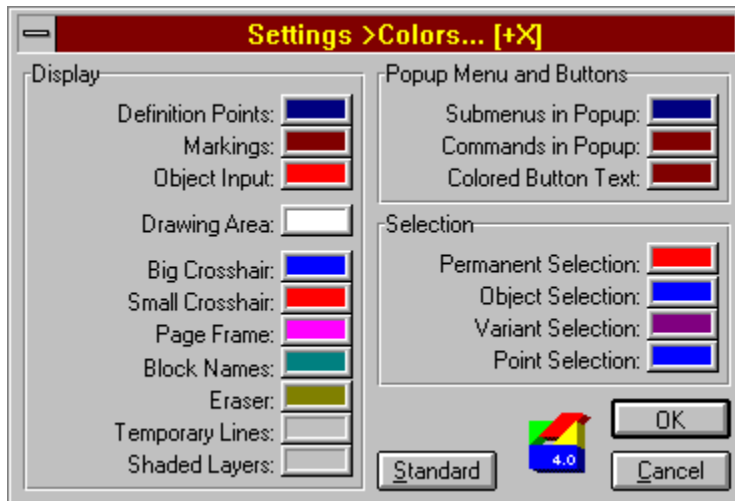 Settings >Colors... [+X]
Display
Definition Points:
Markings:
Object Input:
Drawing Area:
Big Crosshair:
Small Crosshair:
Page Frame:
Block Names:
Eraser:
Temporary Lines:
Shaded Layers:
Popup Menu and Buttons
Submenus in Popup:
Commands in Popup:
Colored Button Text:
Selection
Permanent Selection:
Object Selection:
Variant Selection:
Point Selection:
Standard
4.0
OK
Cancel